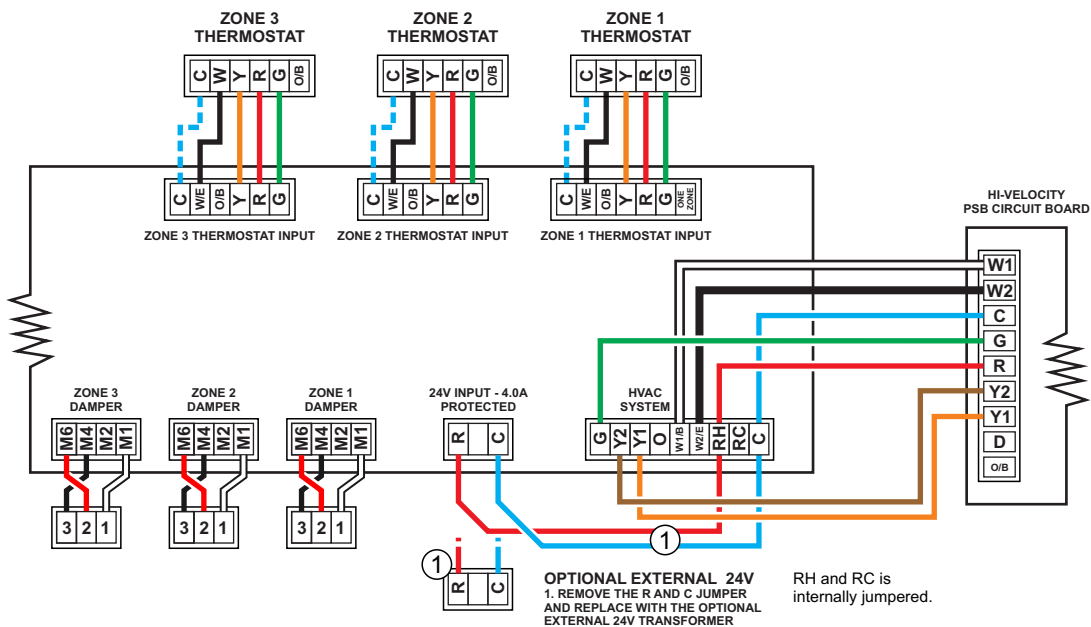 ZONE 3
THERMOSTAT
ZONE 2
THERMOSTAT
ZONE 1
THERMOSTAT
C W Y R G O/B
C W Y R G O/B
C W Y R G O/B
C W/E O/B Y R G
C W/E O/B Y R G
C W/E O/B Y R G ONE ZONE
ZONE 3 THERMOSTAT INPUT
ZONE 2 THERMOSTAT INPUT
ZONE 1 THERMOSTAT INPUT
HI-VELOCITY
PSB CIRCUIT BOARD
W1
W2
C
G
R
Y2
Y1
D
O/B
ZONE 3
DAMPER
ZONE 2
DAMPER
ZONE 1
DAMPER
24V INPUT - 4.0A
PROTECTED
HVAC
SYSTEM
M6 M4 M2 M1
M6 M4 M2 M1
M6 M4 M2 M1
R C
G Y2 Y1 O W1/B W2/E RH RC C
3 2 1
3 2 1
3 2 1
1
1
R C
OPTIONAL EXTERNAL 24V
1. REMOVE THE R AND C JUMPER
AND REPLACE WITH THE OPTIONAL
EXTERNAL 24V TRANSFORMER
RH and RC is
internally jumpered.